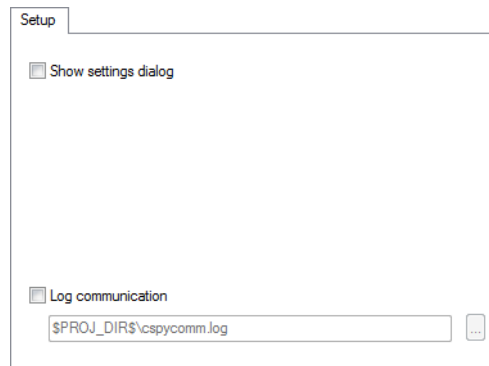 Setup
Show settings dialog
Log communication
$PROJ_DIR$\cspycomm.log
...